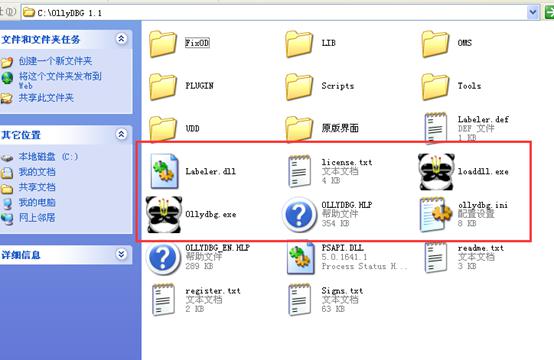 址(D)
C:\OllyDBG 1.1
文件和文件夹任务
创建一个新文件夹
将这个文件夹发布到
Web
共享此文件夹
其它位置
本地磁盘 (C:)
我的文档
共享文档
我的电脑
网上邻居
详细信息
FixOD
LIB
OMS
PLUGIN
Scripts
Tools
UDD
原版界面
Labeler.def
DEF 文件
1 KB
Labeler.dll
license.txt
文本文档
4 KB
loaddll.exe
Ollydbg.exe
OLLYDBG.HLP
帮助文件
354 KB
ollydbg.ini
配置设置
8 KB
OLLYDBG_EN.HLP
帮助文件
289 KB
PSAPI.DLL
5.0.1641.1
Process Status H...
readme.txt
文本文档
3 KB
register.txt
文本文档
2 KB
Signs.txt
文本文档
63 KB